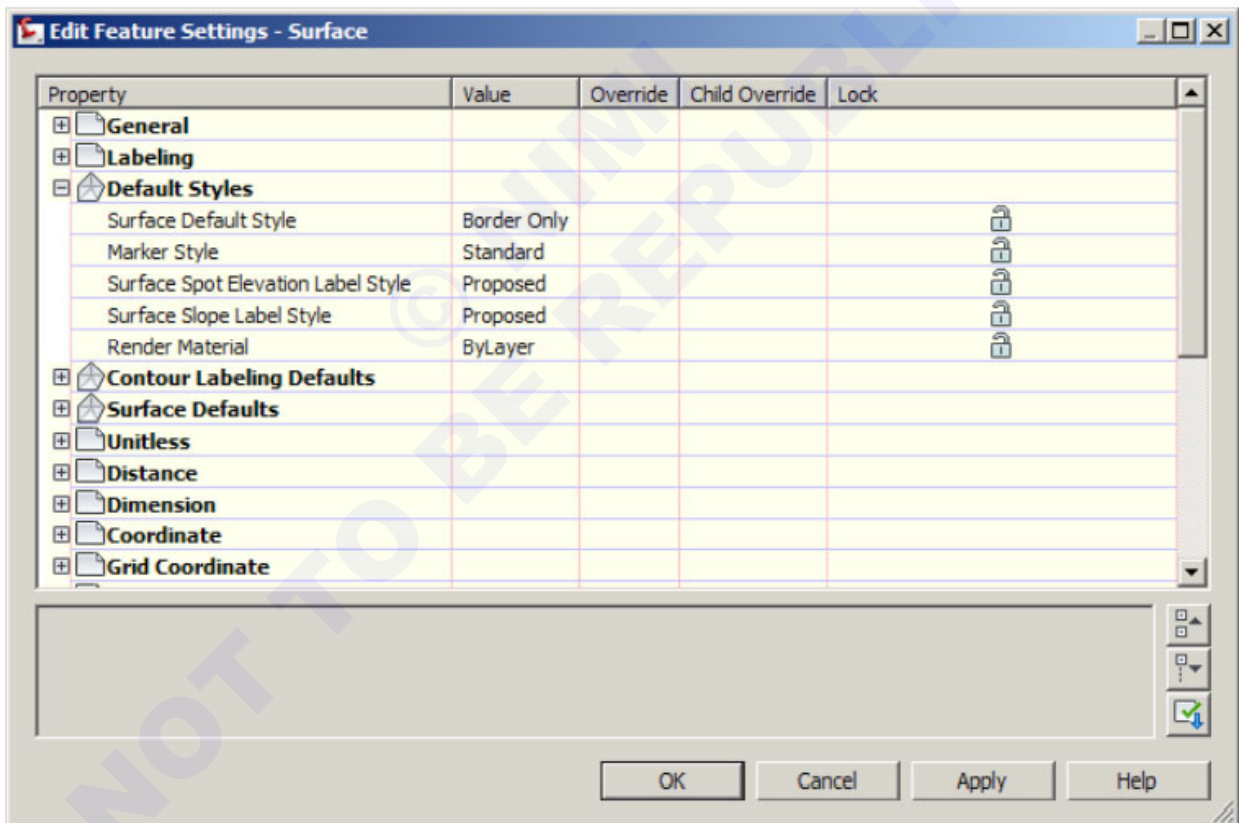 Edit Feature Settings - Surface
Property Value Override Child Override Lock
General
Labeling
Default Styles
Surface Default Style Border Only
Marker Style Standard
Surface Spot Elevation Label Style Proposed
Surface Slope Label Style Proposed
Render Material ByLayer
Contour Labeling Defaults
Surface Defaults
Unitless
Distance
Dimension
Coordinate
Grid Coordinate
OK Cancel Apply Help
© NIMI
NOT TO BE REPUBLI